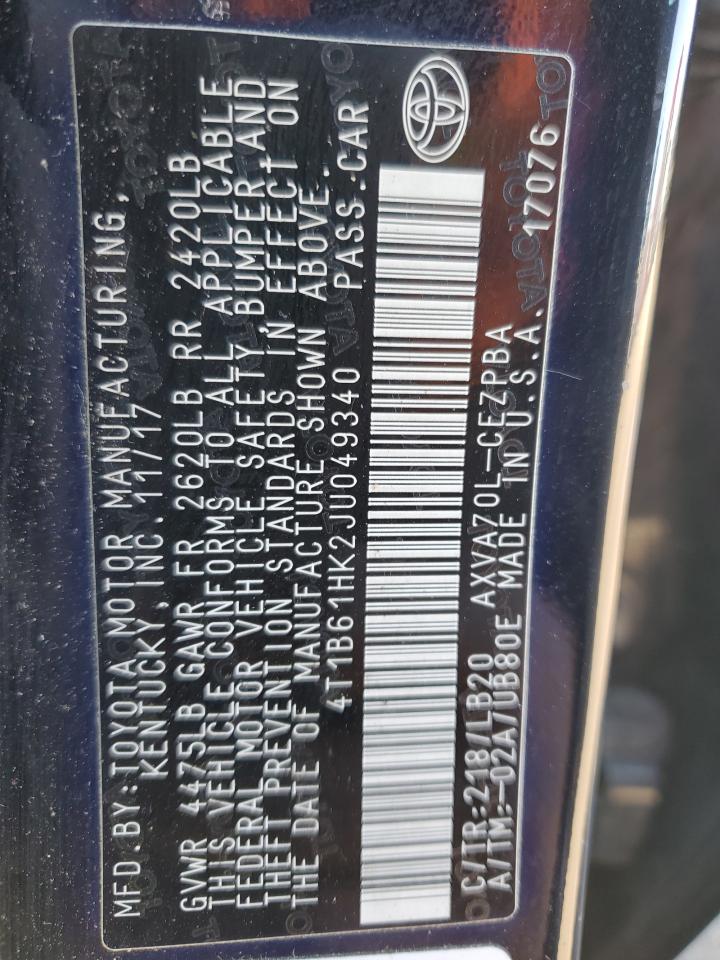 MFD.BY:TOYOTA MOTOR MANUFACTURING,
KENTUCKY, INC.11/17
GVWR 4475LB GAWR FR 2620LB RR 2420LB
THIS VEHICLE CONFORMS TO ALL APPLICABLE
FEDERAL MOTOR VEHICLE SAFETY,BUMPER,AND
THEFT PREVENTION STANDARDS IN EFFECT ON
THE DATE OF MANUFACTURE SHOWN ABOVE.
4T1B61HK2JU049340 PASS.CAR
C/TR:218/LB20 AXVA70L-CEZPBA
A/TM:-02A/UB80E MADE IN U.S.A. 17076